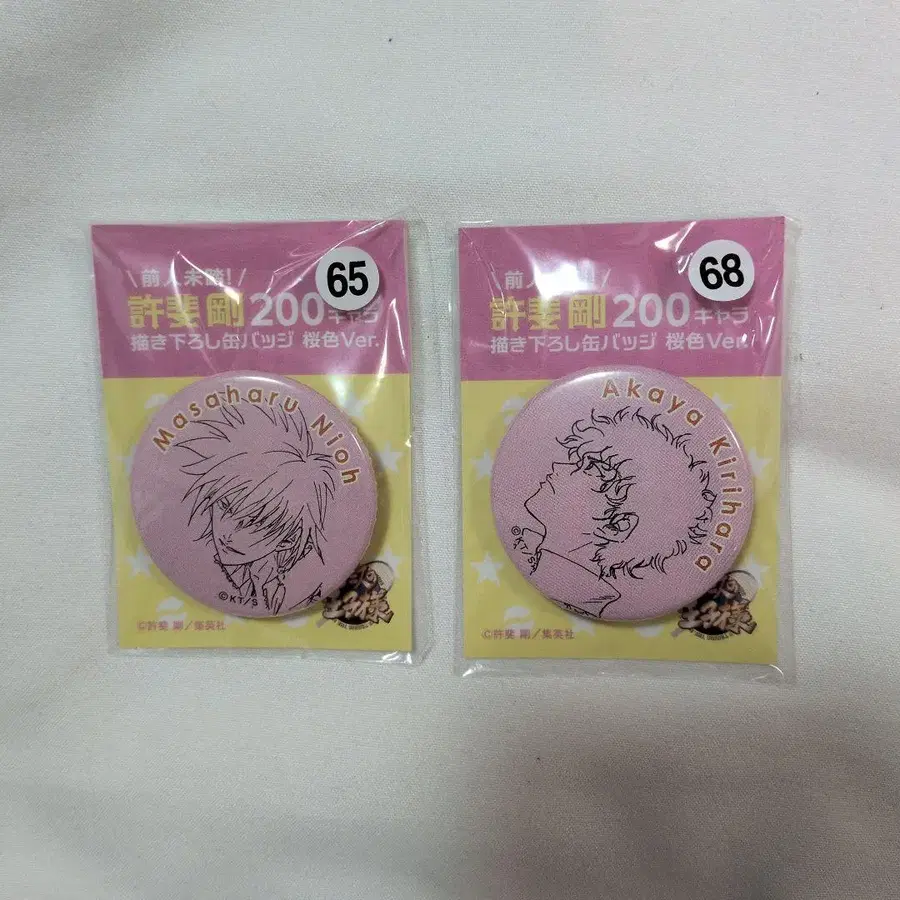 \前人未踏!/
65
許斐剛200キャラ
描き下ろし缶バッジ 桜色Ver.
Masaharu Nioh
©KT/S
©許斐 剛/集英社
\前人未踏!/
68
許斐剛200キャラ
描き下ろし缶バッジ 桜色Ver.
Akaya Kirihara
©KT/S
©許斐 剛/集英社